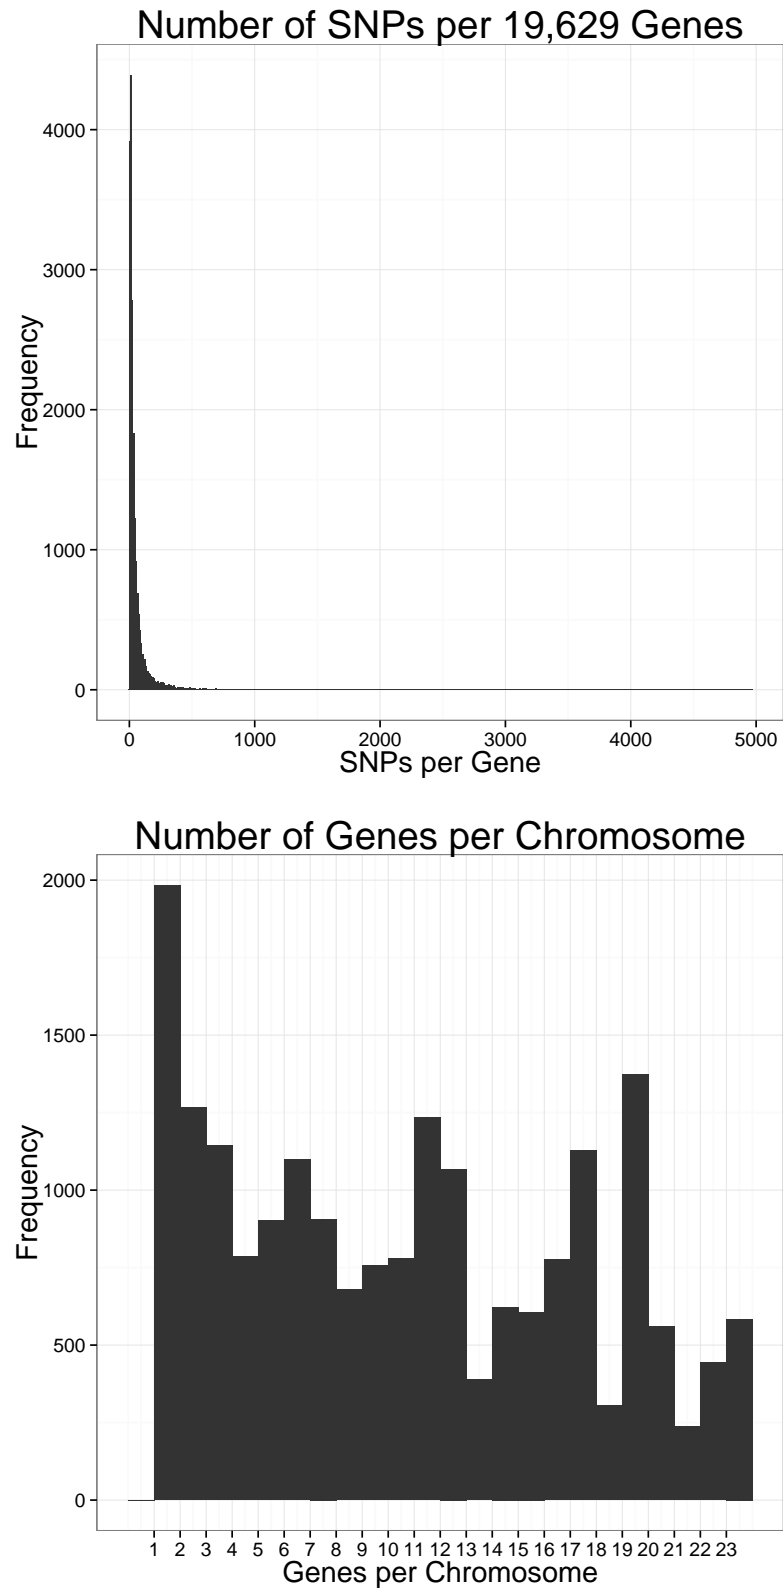 Number of SNPs per 19,629 Genes
Frequency
4000
3000
2000
1000
0
0 1000 2000 3000 4000 5000
SNPs per Gene
Number of Genes per Chromosome
Frequency
2000
1500
1000
500
0
1 2 3 4 5 6 7 8 9 10 11 12 13 14 15 16 17 18 19 20 21 22 23
Genes per Chromosome